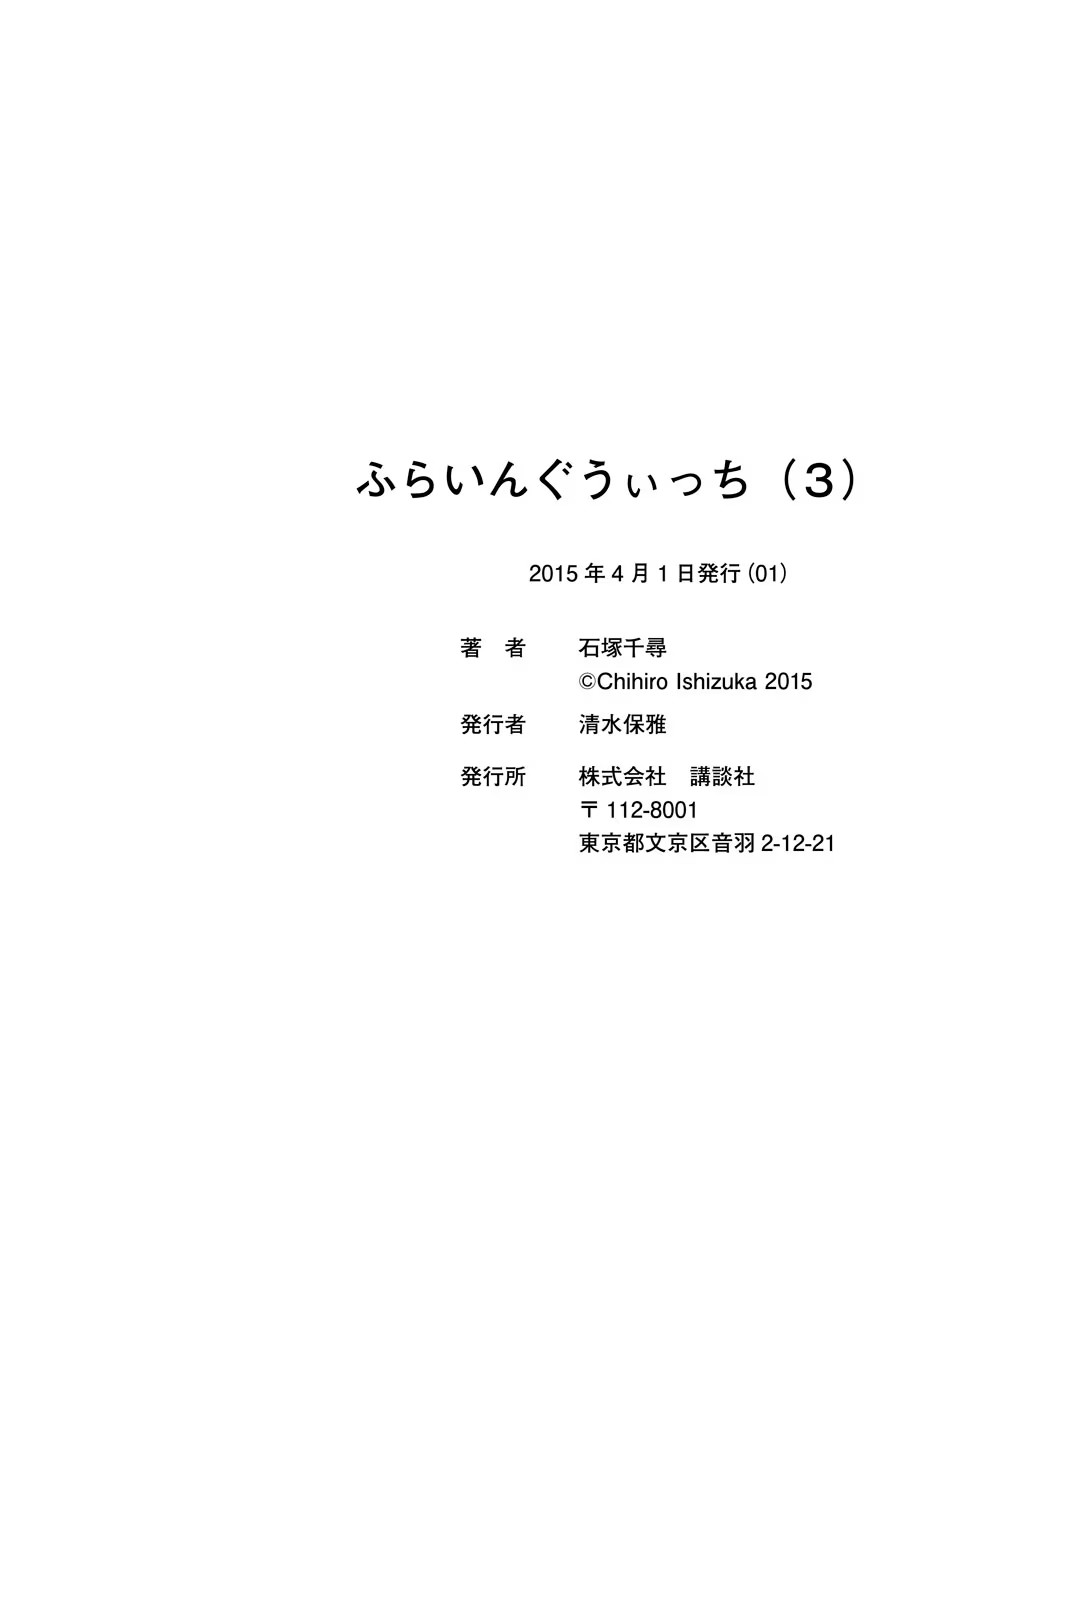 ふらいんぐうぃっち（3）
2015年4月1日発行(01)
著　者　石塚千尋
©Chihiro Ishizuka 2015
発行者　清水保雅
発行所　株式会社　講談社
〒112-8001
東京都文京区音羽2-12-21